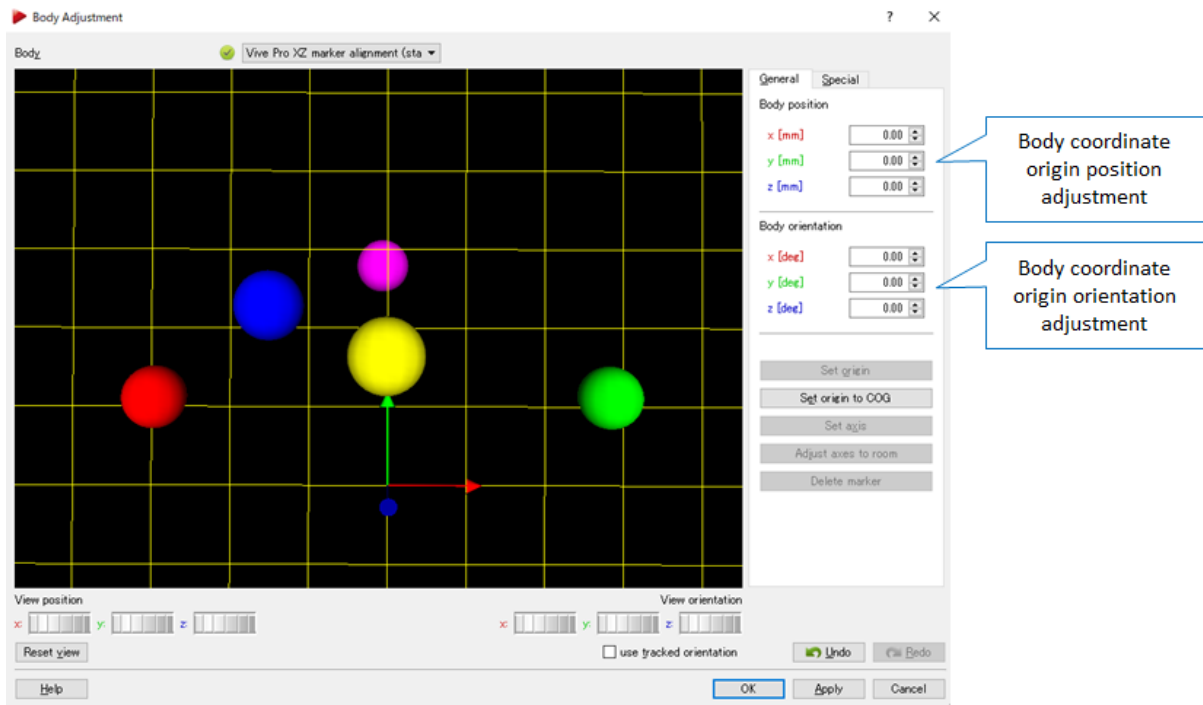 Body Adjustment
? ×
Body
Vive Pro XZ marker alignment (sta
General Special
Body position
x [mm] 0.00
y [mm] 0.00
z [mm] 0.00
Body orientation
x [deg] 0.00
y [deg] 0.00
z [deg] 0.00
Set origin
Set origin to COG
Set axis
Adjust axes to room
Delete marker
Body coordinate
origin position
adjustment
Body coordinate
origin orientation
adjustment
View position
x: y: z:
View orientation
x: y: z:
Reset view
use tracked orientation
Undo Redo
Help
OK Apply Cancel